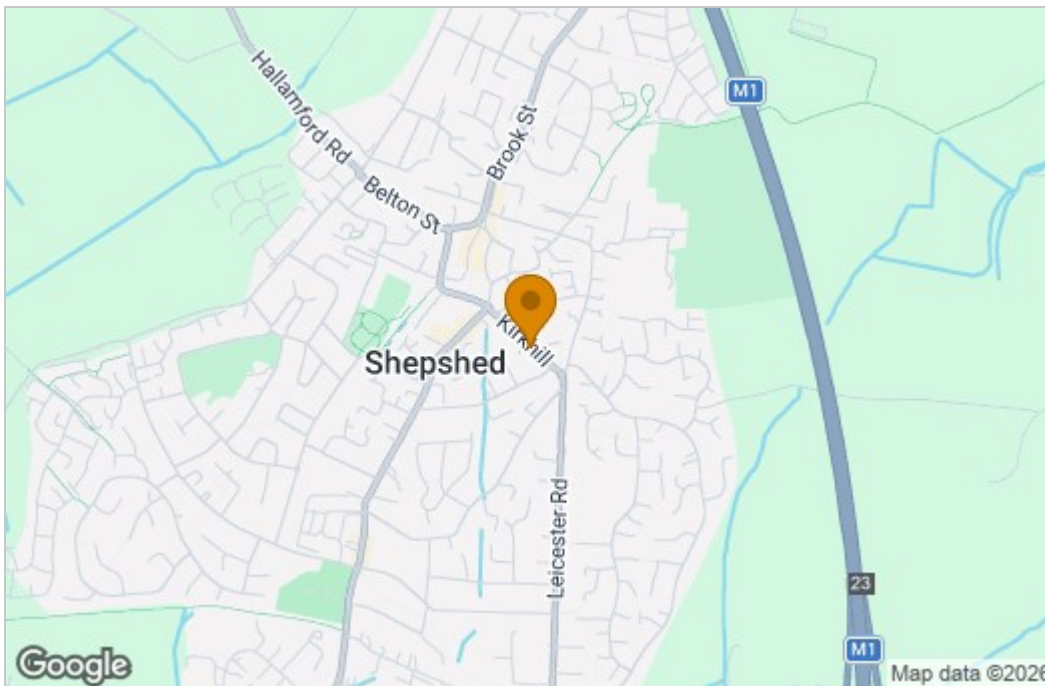 M1
Hallamford Rd
Brook St
Belton St
Kirkhill
Shepshed
Leicester Rd
23
M1
Google
Map data ©2026